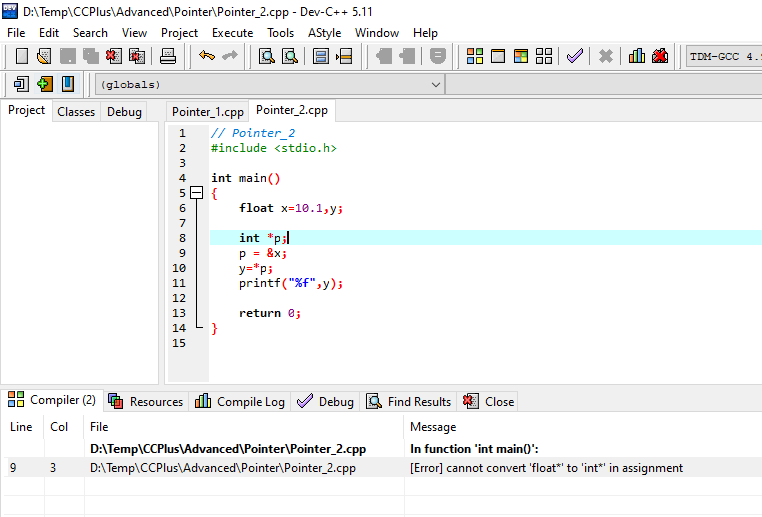 D:\Temp\CCPlus\Advanced\Pointer\Pointer_2.cpp - Dev-C++ 5.11
File Edit Search View Project Execute Tools AStyle Window Help
TDM-GCC 4.
(globals)
Project Classes Debug Pointer_1.cpp Pointer_2.cpp
1 // Pointer_2
2 #include <stdio.h>
3
4 int main()
5 {
6 float x=10.1,y;
7
8 int *p;
9 p = &x;
10 y=*p;
11 printf("%f",y);
12
13 return 0;
14 }
15
Compiler (2) Resources Compile Log Debug Find Results Close
Line Col File Message
D:\Temp\CCPlus\Advanced\Pointer\Pointer_2.cpp In function 'int main()':
9 3 D:\Temp\CCPlus\Advanced\Pointer\Pointer_2.cpp [Error] cannot convert 'float*' to 'int*' in assignment